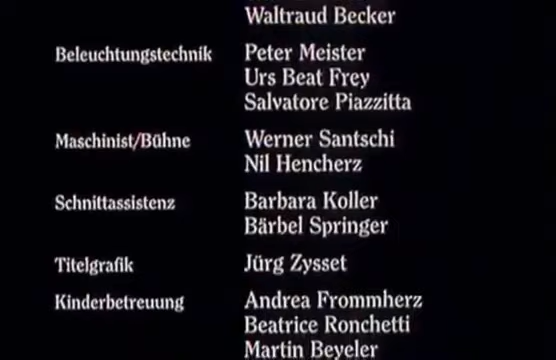 Waltraud Becker
Beleuchtungstechnik Peter Meister
Urs Beat Frey
Salvatore Piazzitta
Maschinist/Bühne Werner Santschi
Nil Hencherz
Schnittassistenz Barbara Koller
Bärbel Springer
Titelgrafik Jürg Zysset
Kinderbetreuung Andrea Frommherz
Beatrice Ronchetti
Martin Beyeler